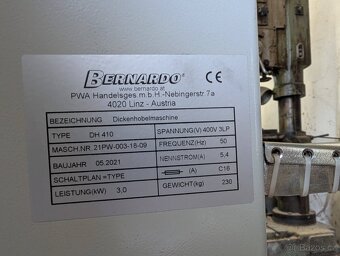 BERNARDO
www.bernardo.at
PWA Handelsges.m.b.H.-Nebingerstr 7a
4020 Linz - Austria
BEZEICHNUNG Dickenhobelmaschine
TYPE DH 410 SPANNUNG(V) 400V 3LP
MASCH.NR. 21PW-003-18-09 FREQUENZ(Hz) 50
BAUJAHR 05.2021 NENNSTROM(A) 5,4
SCHALTPLAN =TYPE C16
LEISTUNG(kW) 3,0 GEWICHT(kg) 230